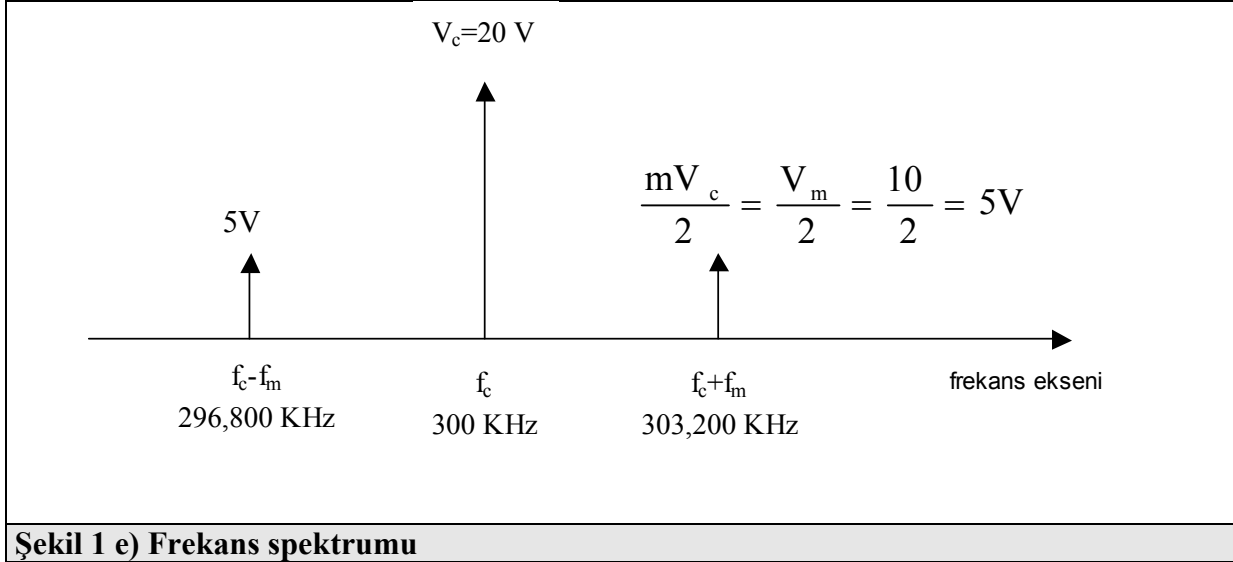 V_c=20 V
mV_c/2 = V_m/2 = 10/2 = 5V
5V
f_c-f_m
296,800 KHz
f_c
300 KHz
f_c+f_m
303,200 KHz
frekans ekseni
Şekil 1 e) Frekans spektrumu